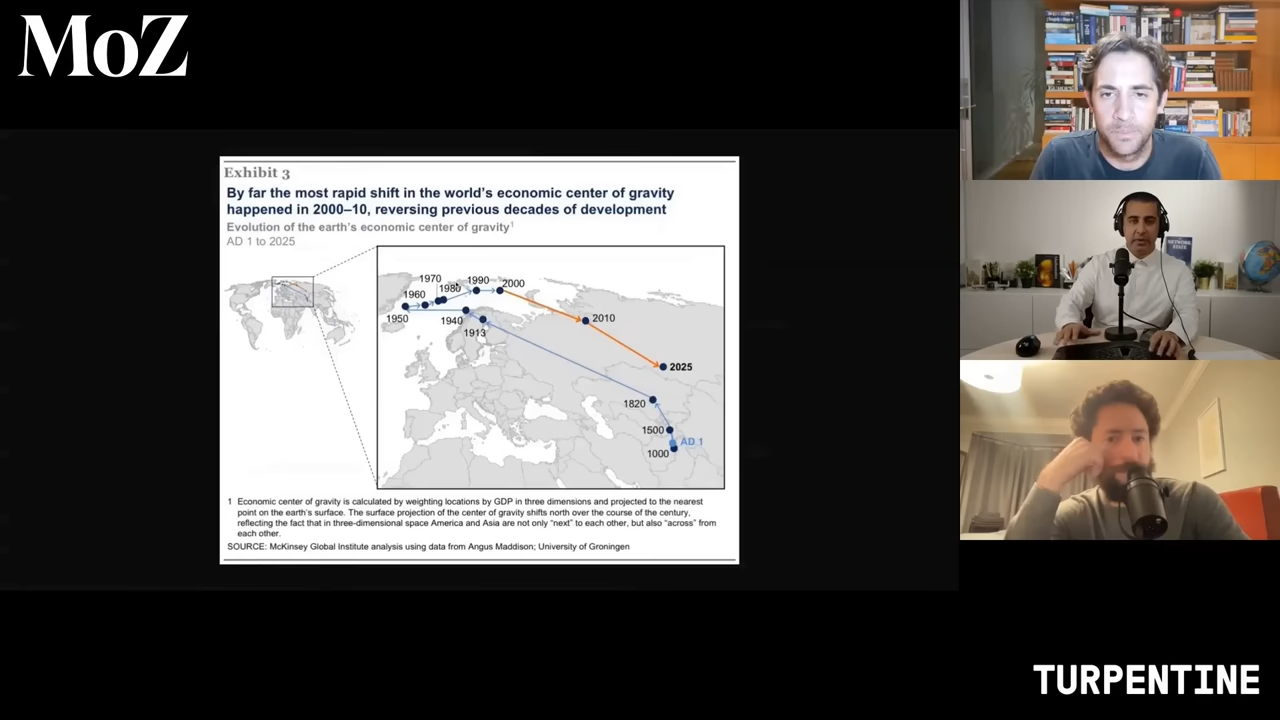 MoZ
Exhibit 3
By far the most rapid shift in the world's economic center of gravity
happened in 2000–10, reversing previous decades of development
Evolution of the earth's economic center of gravity¹
AD 1 to 2025
1970
1990
2000
1980
1960
1950
1940
1913
2010
2025
1820
1500
AD 1
1000
1 Economic center of gravity is calculated by weighting locations by GDP in three dimensions and projected to the nearest
point on the earth's surface. The surface projection of the center of gravity shifts north over the course of the century,
reflecting the fact that in three-dimensional space America and Asia are not only "next" to each other, but also "across" from
each other.
SOURCE: McKinsey Global Institute analysis using data from Angus Maddison; University of Groningen
NETWORK
STATE
TURPENTINE